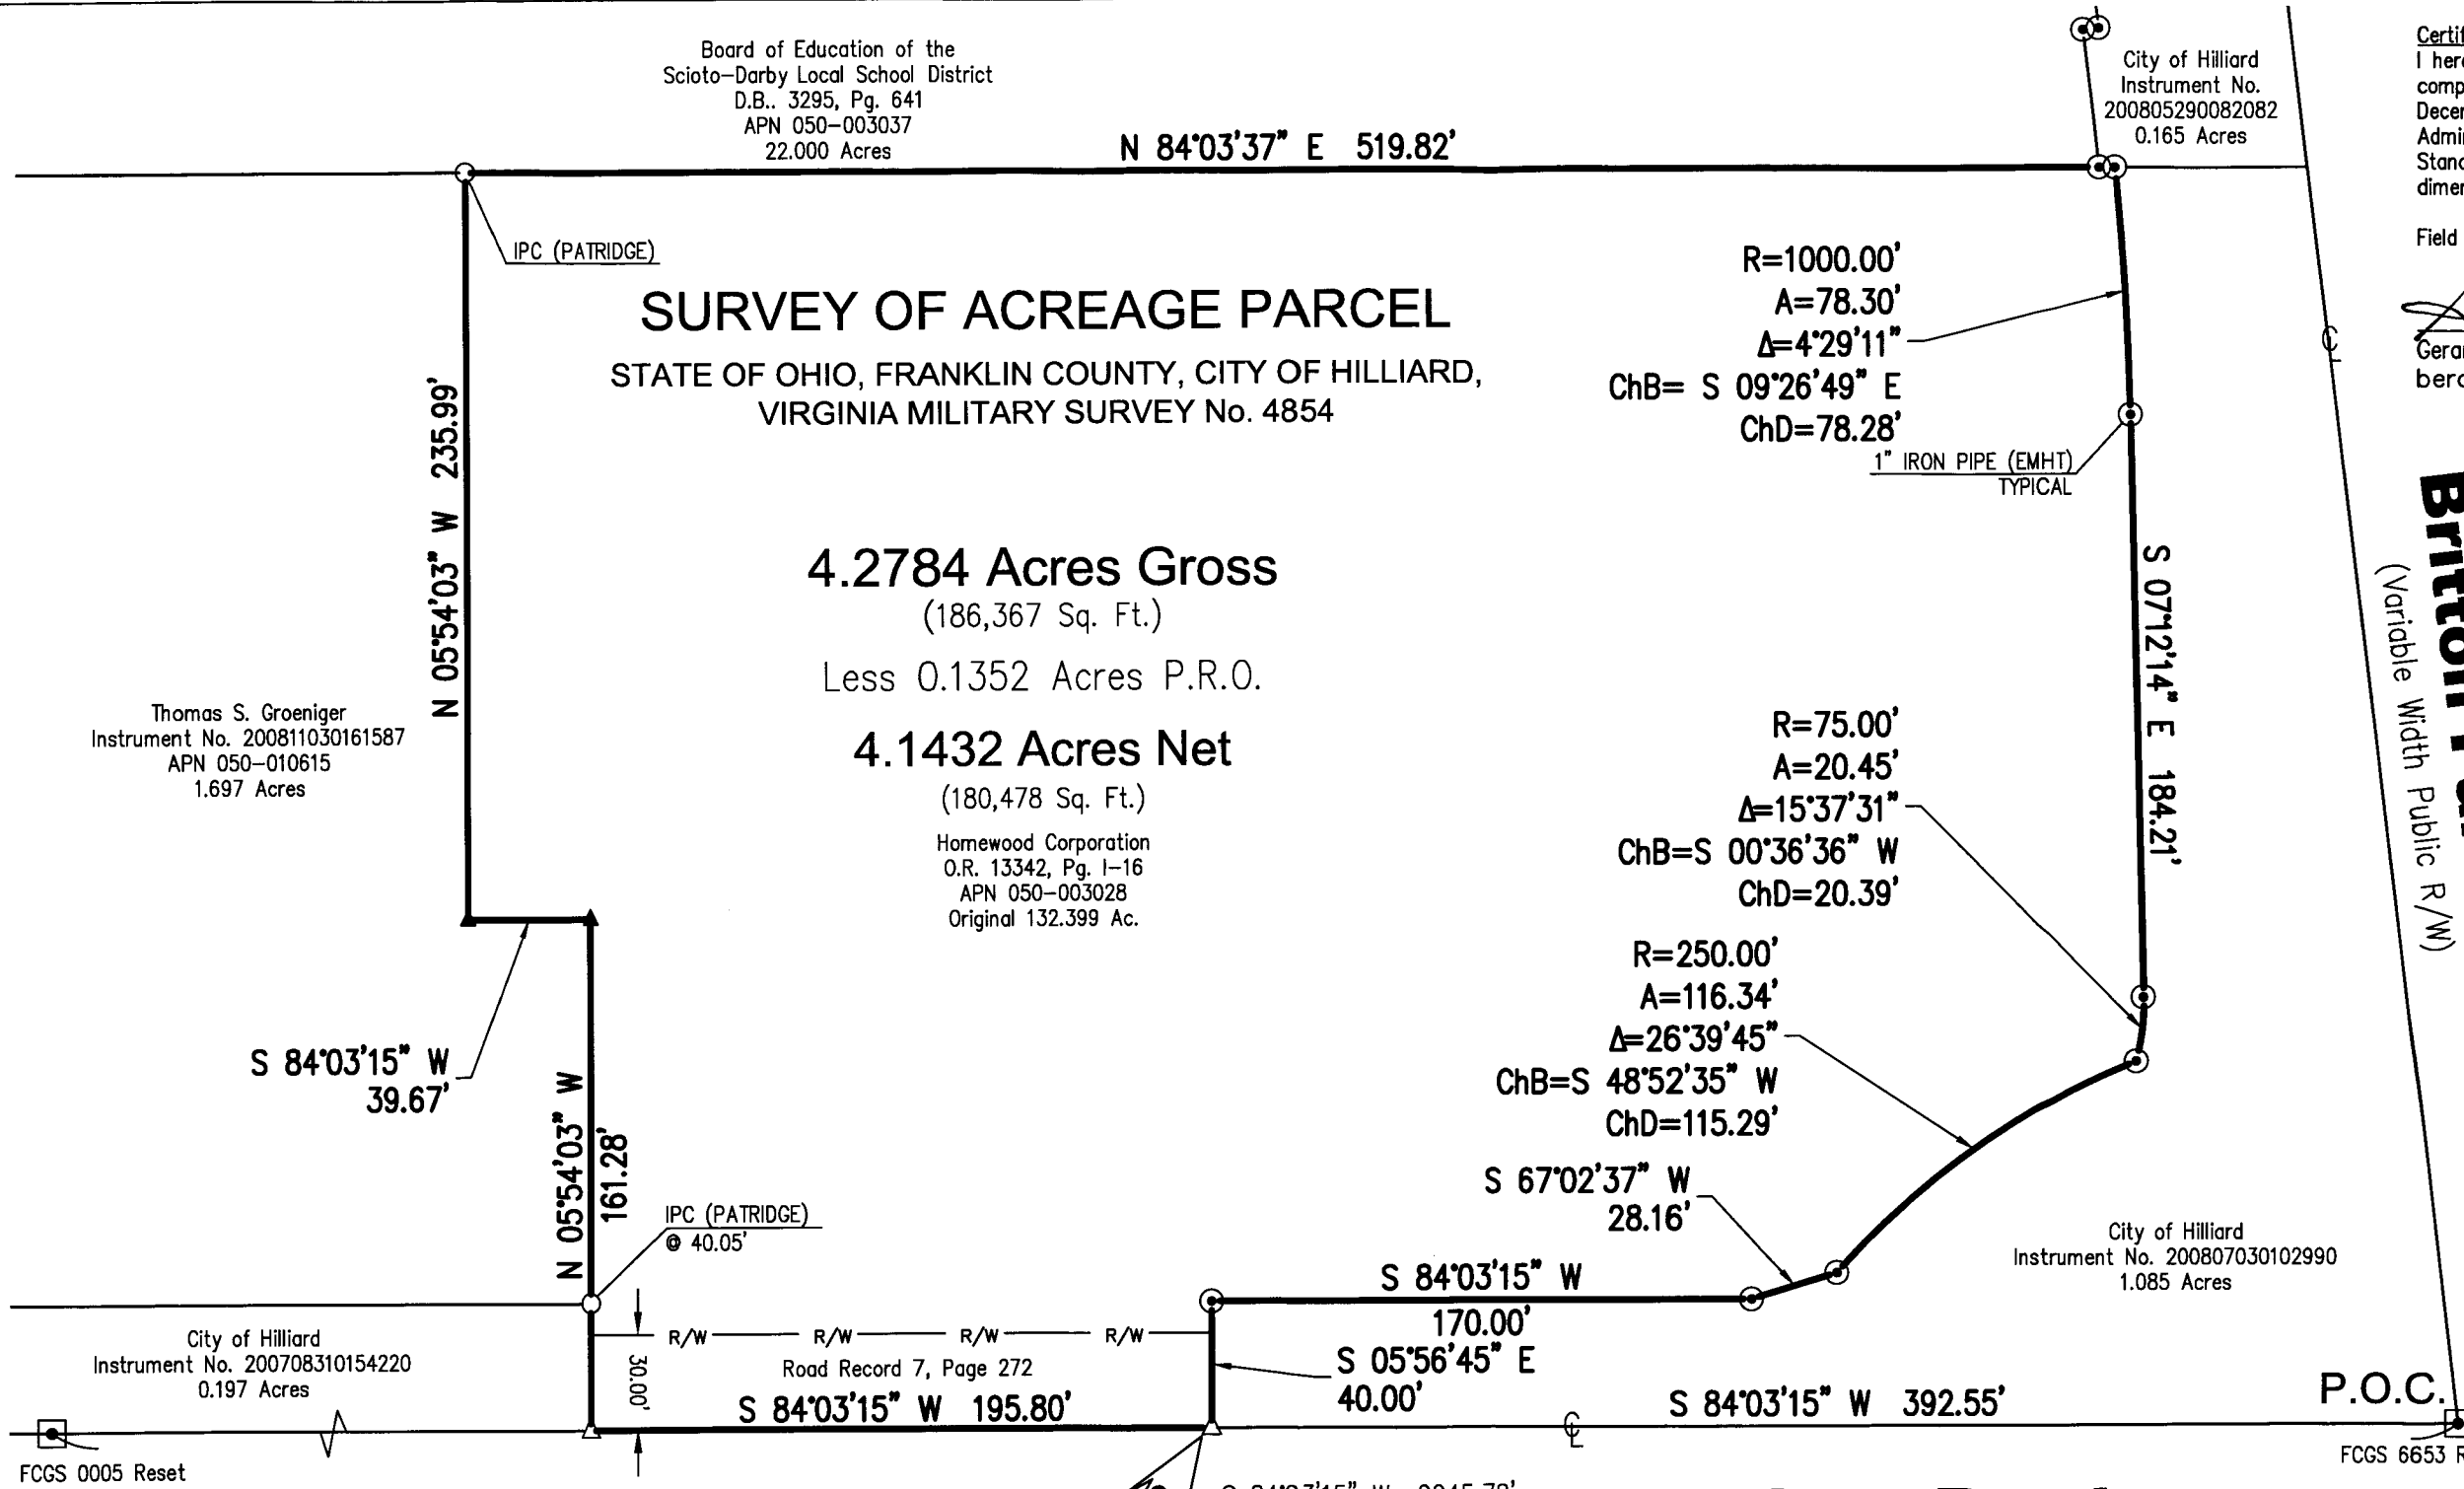 Board of Education of the
Scioto-Darby Local School District
D.B.. 3295, Pg. 641
APN 050-003037
22.000 Acres
N 84°03'37" E 519.82'
City of Hilliard
Instrument No.
200805290082082
0.165 Acres
I here
Field
IPC (PATRIDGE)
SURVEY OF ACREAGE PARCEL
STATE OF OHIO, FRANKLIN COUNTY, CITY OF HILLIARD,
VIRGINIA MILITARY SURVEY No. 4854
R=1000.00'
A=78.30'
Δ=4°29'11"
ChB= S 09°26'49" E
ChD=78.28'
1" IRON PIPE (EMHT)
TYPICAL
N 05°54'03" W 235.99'
4.2784 Acres Gross
(186,367 Sq. Ft.)
Less 0.1352 Acres P.R.O.
4.1432 Acres Net
(180,478 Sq. Ft.)
Homewood Corporation
O.R. 13342, Pg. I-16
APN 050-003028
Original 132.399 Ac.
S 07°12'14" E 184.21'
Britton
(Variable Width Public R/W)
Thomas S. Groeniger
Instrument No. 200811030161587
APN 050-010615
1.697 Acres
R=75.00'
A=20.45'
Δ=15°37'31"
ChB=S 00°36'36" W
ChD=20.39'
R=250.00'
A=116.34'
Δ=26°39'45"
ChB=S 48°52'35" W
ChD=115.29'
S 84°03'15" W
39.67'
N 05°54'03" W
161.28'
IPC (PATRIDGE)
@ 40.05'
S 67°02'37" W
28.16'
City of Hilliard
Instrument No. 200807030102990
1.085 Acres
S 84°03'15" W
170.00'
City of Hilliard
Instrument No. 200708310154220
0.197 Acres
R/W R/W R/W R/W
30.00'
Road Record 7, Page 272
S 84°03'15" W 195.80'
S 05°56'45" E
40.00'
S 84°03'15" W 392.55'
P.O.C.
FCGS 0005 Reset
FCGS 6653 R